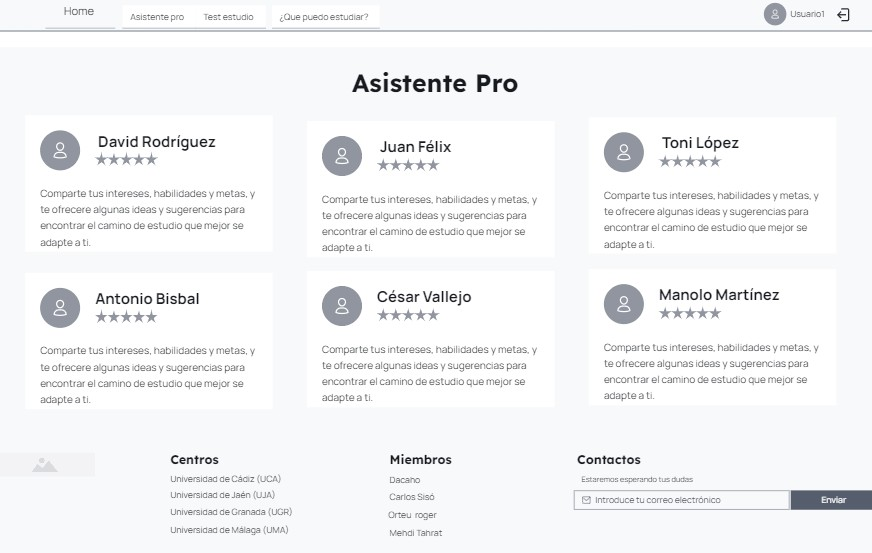 Home
Asistente pro
Test estudio
¿Que puedo estudiar?
Usuario1
Asistente Pro
David Rodríguez
Comparte tus intereses, habilidades y metas, y
te ofrecere algunas ideas y sugerencias para
encontrar el camino de estudio que mejor se
adapte a ti.
Juan Félix
Comparte tus intereses, habilidades y metas, y
te ofrecere algunas ideas y sugerencias para
encontrar el camino de estudio que mejor se
adapte a ti.
Toni López
Comparte tus intereses, habilidades y metas, y
te ofrecere algunas ideas y sugerencias para
encontrar el camino de estudio que mejor se
adapte a ti.
Antonio Bisbal
Comparte tus intereses, habilidades y metas, y
te ofrecere algunas ideas y sugerencias para
encontrar el camino de estudio que mejor se
adapte a ti.
César Vallejo
Comparte tus intereses, habilidades y metas, y
te ofrecere algunas ideas y sugerencias para
encontrar el camino de estudio que mejor se
adapte a ti.
Manolo Martínez
Comparte tus intereses, habilidades y metas, y
te ofrecere algunas ideas y sugerencias para
encontrar el camino de estudio que mejor se
adapte a ti.
Centros
Universidad de Cádiz (UCA)
Universidad de Jaén (UJA)
Universidad de Granada (UGR)
Universidad de Málaga (UMA)
Miembros
Dacaho
Carlos Sisó
Orteu roger
Mehdi Tahrat
Contactos
Estaremos esperando tus dudas
Introduce tu correo electrónico
Enviar